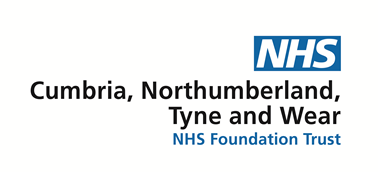 NHS
Cumbria, Northumberland,
Tyne and Wear
NHS Foundation Trust